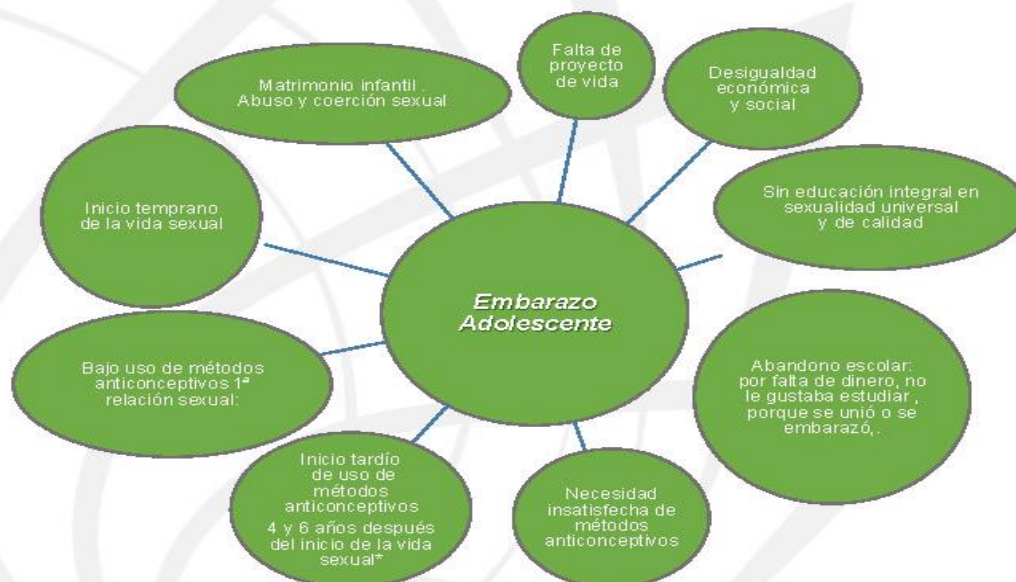 Falta de
proyecto
de vida
Desigualdad
económica
y social
Matrimonio infantil .
Abuso y coerción sexual
Sin educación integral en
sexualidad universal
y de calidad
Inicio temprano
de la vida sexual
Embarazo
Adolescente
Bajo uso de métodos
anticonceptivos 1ª
relación sexual:
Abandono escolar:
por falta de dinero, no
le gustaba estudiar ,
porque se unió o se
embarazó,.
Inicio tardío
de uso de
métodos
anticonceptivos
4 y 6 años después
del inicio de la vida
sexual*
Necesidad
insatisfecha de
métodos
anticonceptivos